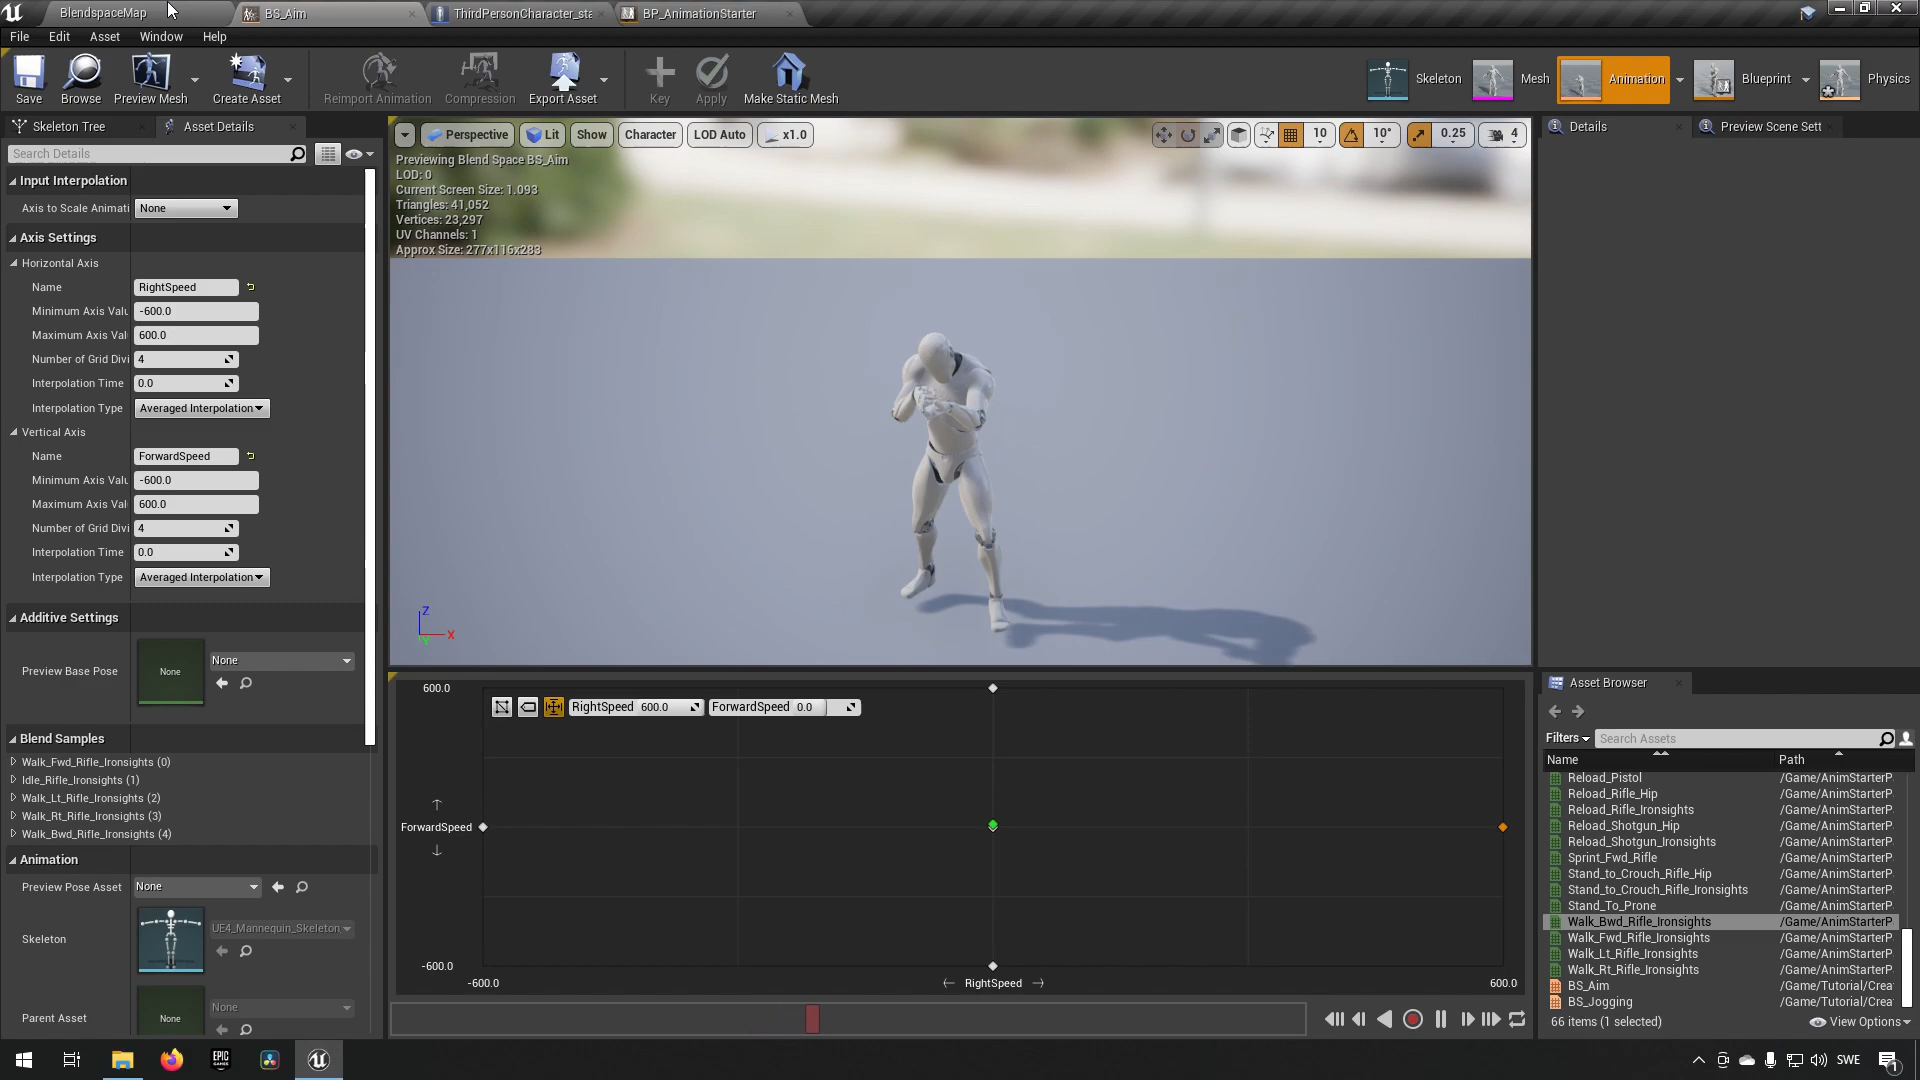 BlendspaceMap
BS_Aim
ThirdPersonCharacter_sta
BP_AnimationStarter
File Edit Asset Window Help
Save
Browse
Preview Mesh
Create Asset
Reimport Animation
Compression
Export Asset
Key
Apply
Make Static Mesh
Skeleton
Mesh
Animation
Blueprint
Physics
Skeleton Tree
Asset Details
Search Details
Input Interpolation
Axis to Scale Animati None
Axis Settings
Horizontal Axis
Name RightSpeed
Minimum Axis Valu -600.0
Maximum Axis Val 600.0
Number of Grid Divi 4
Interpolation Time 0.0
Interpolation Type Averaged Interpolation
Vertical Axis
Name ForwardSpeed
Minimum Axis Valu -600.0
Maximum Axis Val 600.0
Number of Grid Divi 4
Interpolation Time 0.0
Interpolation Type Averaged Interpolation
Additive Settings
Preview Base Pose None None
Blend Samples
Walk_Fwd_Rifle_Ironsights (0)
Idle_Rifle_Ironsights (1)
Walk_Lt_Rifle_Ironsights (2)
Walk_Rt_Rifle_Ironsights (3)
Walk_Bwd_Rifle_Ironsights (4)
Animation
Preview Pose Asset None
Skeleton UE4_Mannequin_Skeleton
Parent Asset None None
Perspective Lit Show Character LOD Auto x1.0
10 10° 0.25 4
Previewing Blend Space BS_Aim
LOD: 0
Current Screen Size: 1.093
Triangles: 41,052
Vertices: 23,297
UV Channels: 1
Approx Size: 277x116x283
Z
X
Y
600.0
RightSpeed 600.0 ForwardSpeed 0.0
ForwardSpeed
-600.0
-600.0 RightSpeed 600.0
Details
Preview Scene Sett
Asset Browser
Filters Search Assets
Name Path
Reload_Pistol /Game/AnimStarterP
Reload_Rifle_Hip /Game/AnimStarterP
Reload_Rifle_Ironsights /Game/AnimStarterP
Reload_Shotgun_Hip /Game/AnimStarterP
Reload_Shotgun_Ironsights /Game/AnimStarterP
Sprint_Fwd_Rifle /Game/AnimStarterP
Stand_to_Crouch_Rifle_Hip /Game/AnimStarterP
Stand_to_Crouch_Rifle_Ironsights /Game/AnimStarterP
Stand_To_Prone /Game/AnimStarterP
Walk_Bwd_Rifle_Ironsights /Game/AnimStarterP
Walk_Fwd_Rifle_Ironsights /Game/AnimStarterP
Walk_Lt_Rifle_Ironsights /Game/AnimStarterP
Walk_Rt_Rifle_Ironsights /Game/AnimStarterP
BS_Aim /Game/Tutorial/Crea
BS_Jogging /Game/Tutorial/Crea
66 items (1 selected) View Options
EPIC GAMES
SWE
1